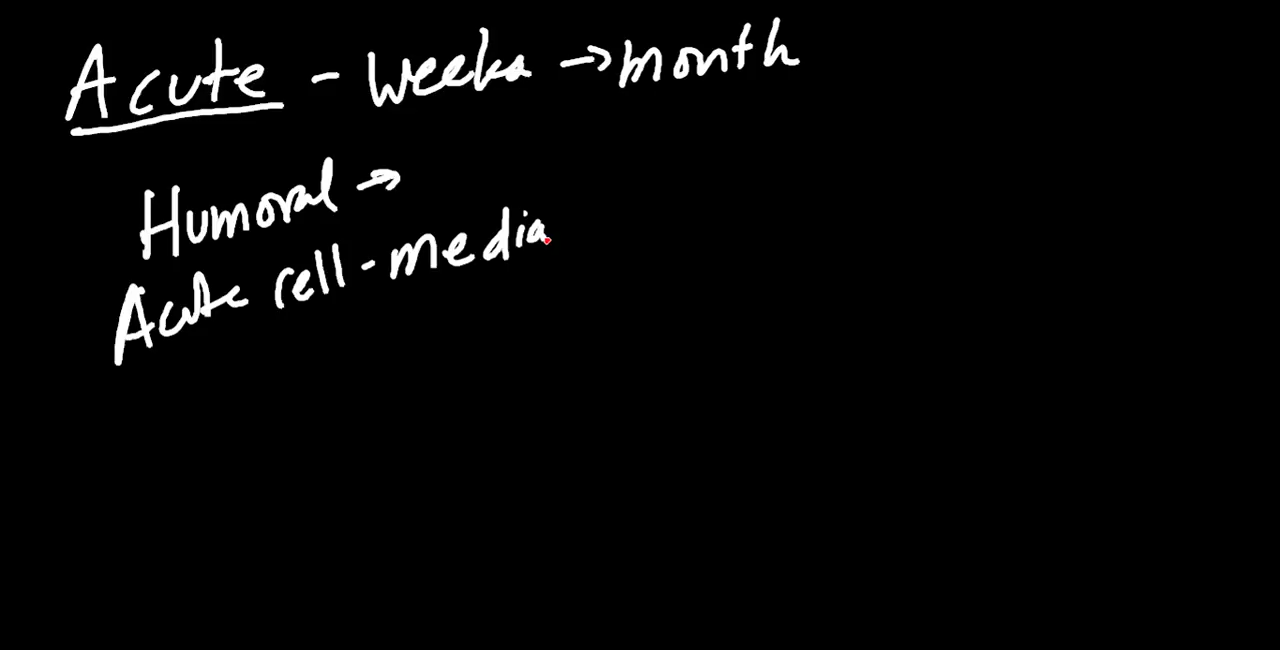 Acute - weeks → month
Humoral →
Acute cell-media